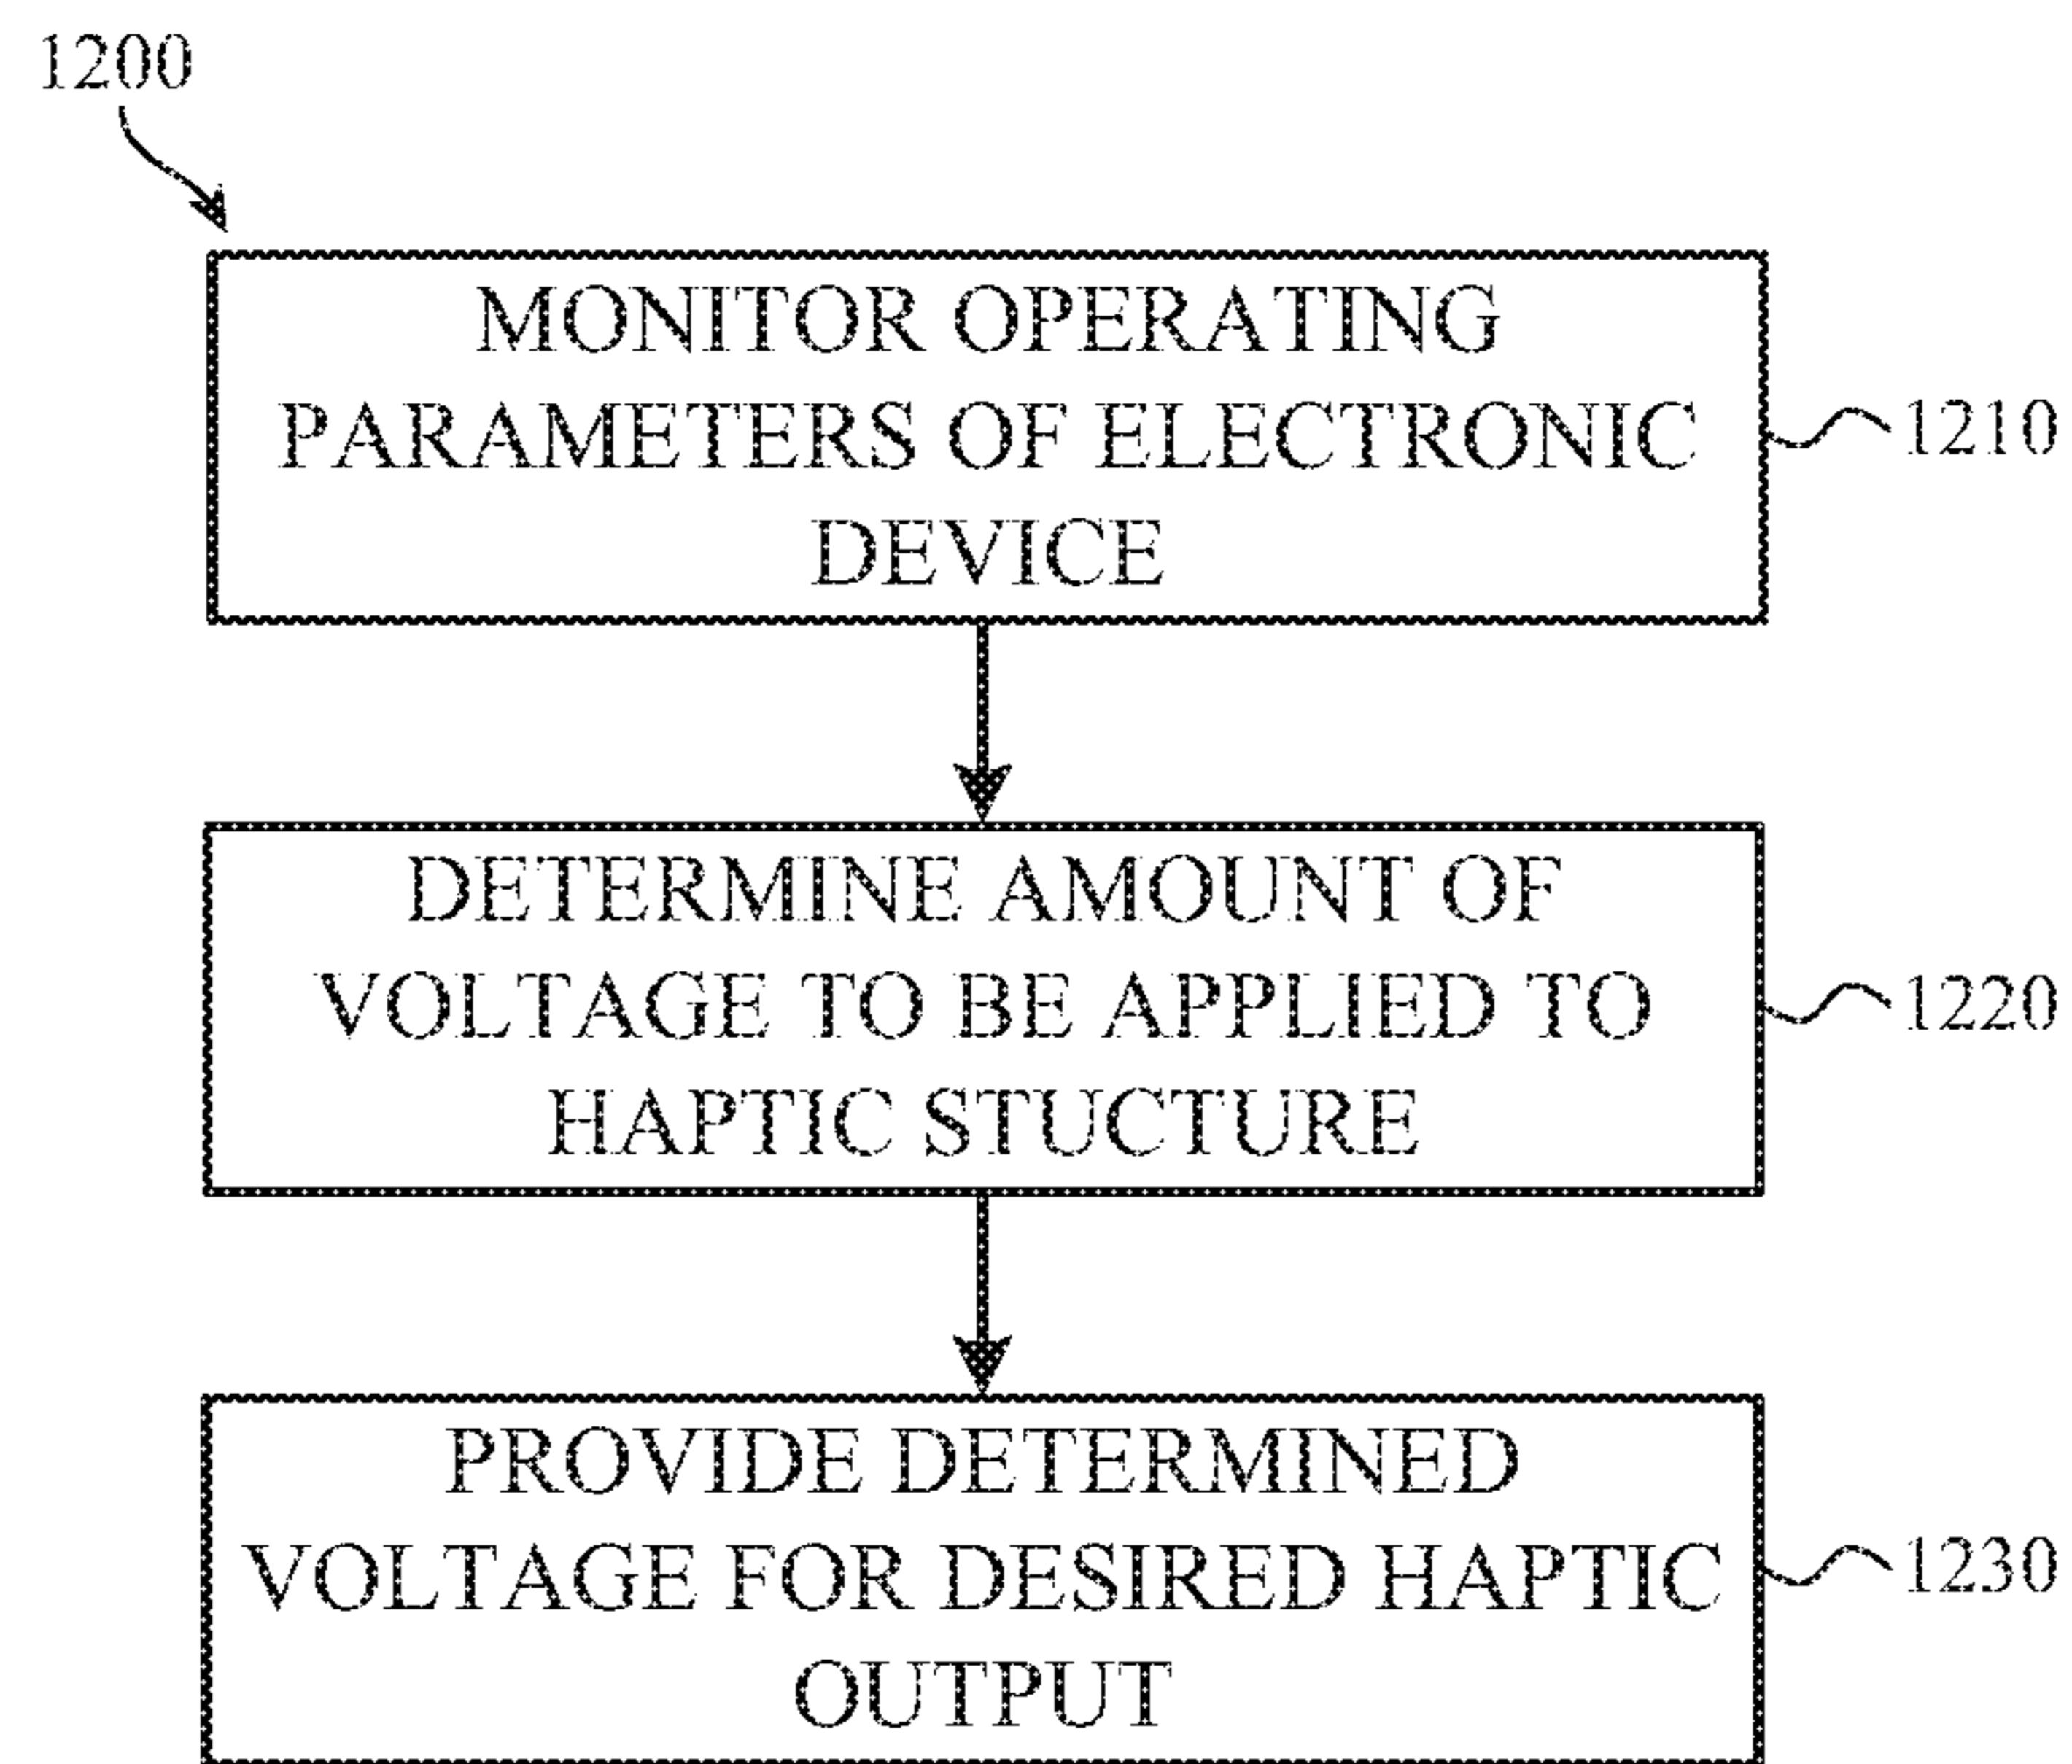 1200
MONITOR OPERATING
PARAMETERS OF ELECTRONIC
DEVICE
1210
DETERMINE AMOUNT OF
VOLTAGE TO BE APPLIED TO
HAPTIC STUCTURE
1220
PROVIDE DETERMINED
VOLTAGE FOR DESIRED HAPTIC
OUTPUT
1230